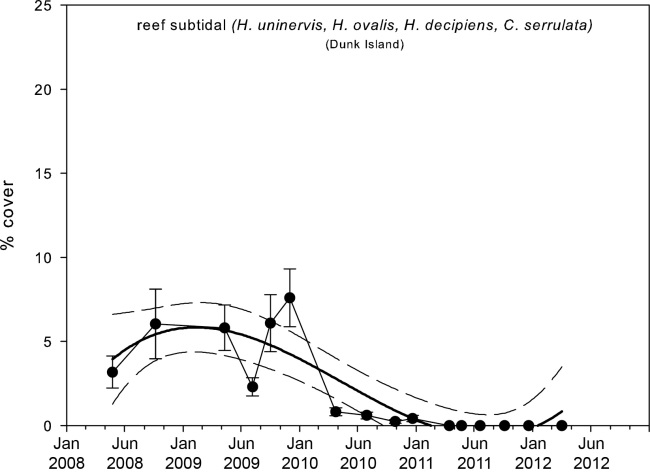 reef subtidal (H. uninervis, H. ovalis, H. decipiens, C. serrulata)
(Dunk Island)
% cover
25
20
15
10
5
0
Jan Jun Jan Jun Jan Jun Jan Jun Jan Jun
2008 2008 2009 2009 2010 2010 2011 2011 2012 2012